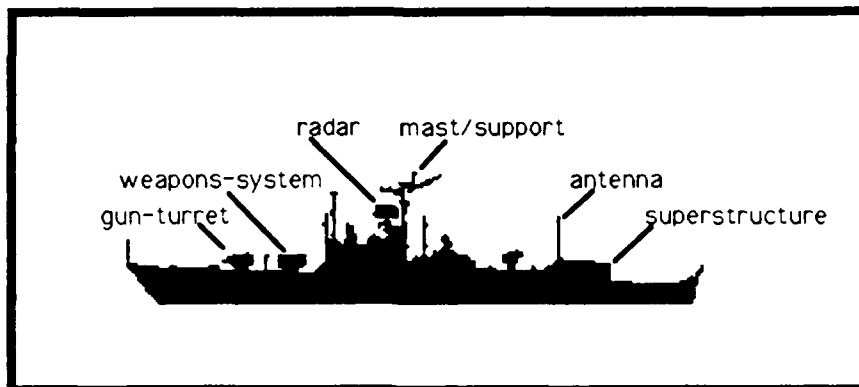 radar mast/support
weapons-system antenna
gun-turret superstructure